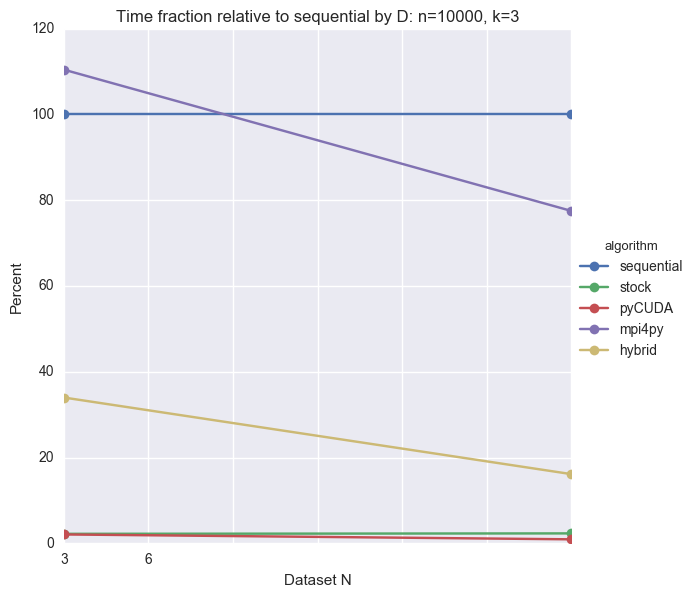 Time fraction relative to sequential by D: n=10000, k=3
120
100
80
60
40
20
0
Percent
3 6
Dataset N
algorithm
sequential
stock
pyCUDA
mpi4py
hybrid